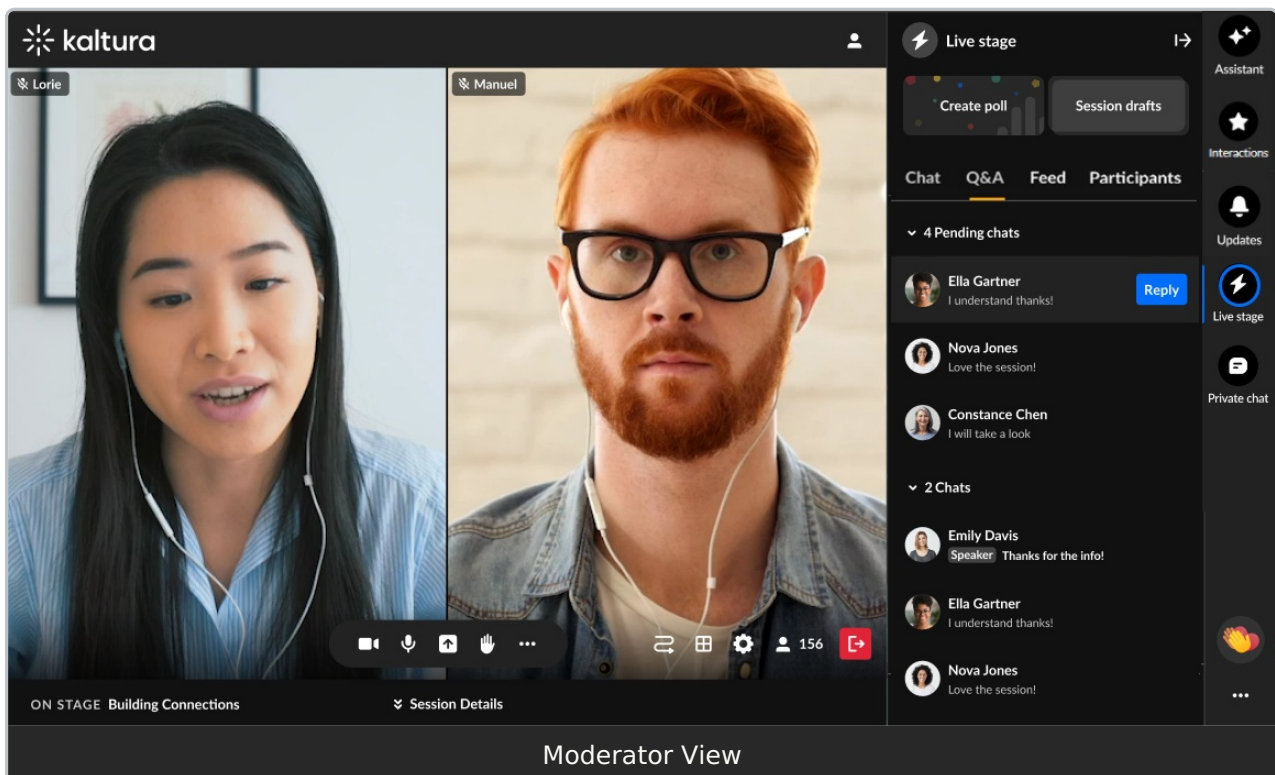 kaltura
Lorie
Manuel
Live stage
Create poll
Session drafts
Chat Q&A Feed Participants
4 Pending chats
Ella Gartner
I understand thanks!
Reply
Nova Jones
Love the session!
Constance Chen
I will take a look
2 Chats
Emily Davis
Speaker Thanks for the info!
Ella Gartner
I understand thanks!
Nova Jones
Love the session!
Assistant
Interactions
Updates
Live stage
Private chat
156
ON STAGE Building Connections
Session Details
Moderator View